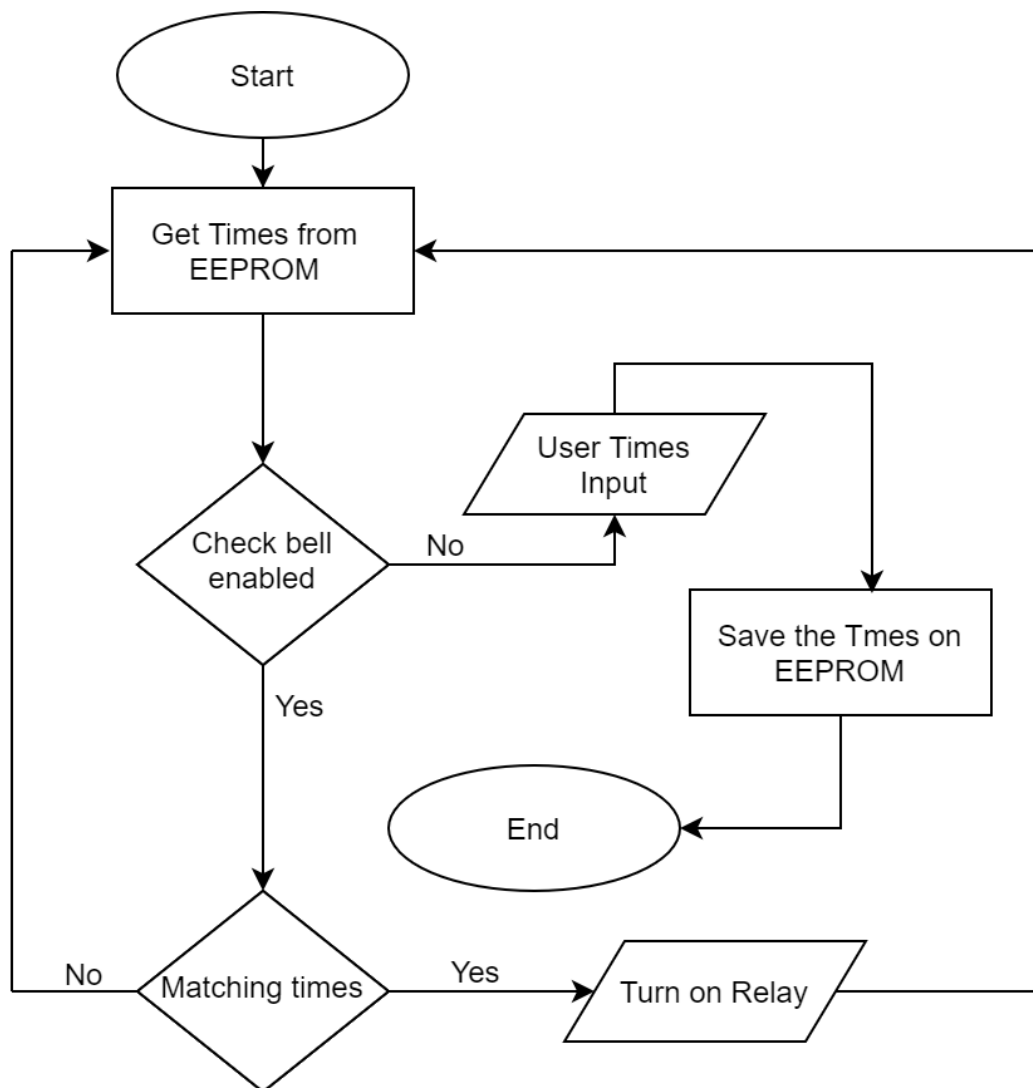 Start
Get Times from
EEPROM
User Times
Input
Check bell
enabled
No
Save the Tmes on
EEPROM
Yes
End
No
Matching times
Yes
Turn on Relay